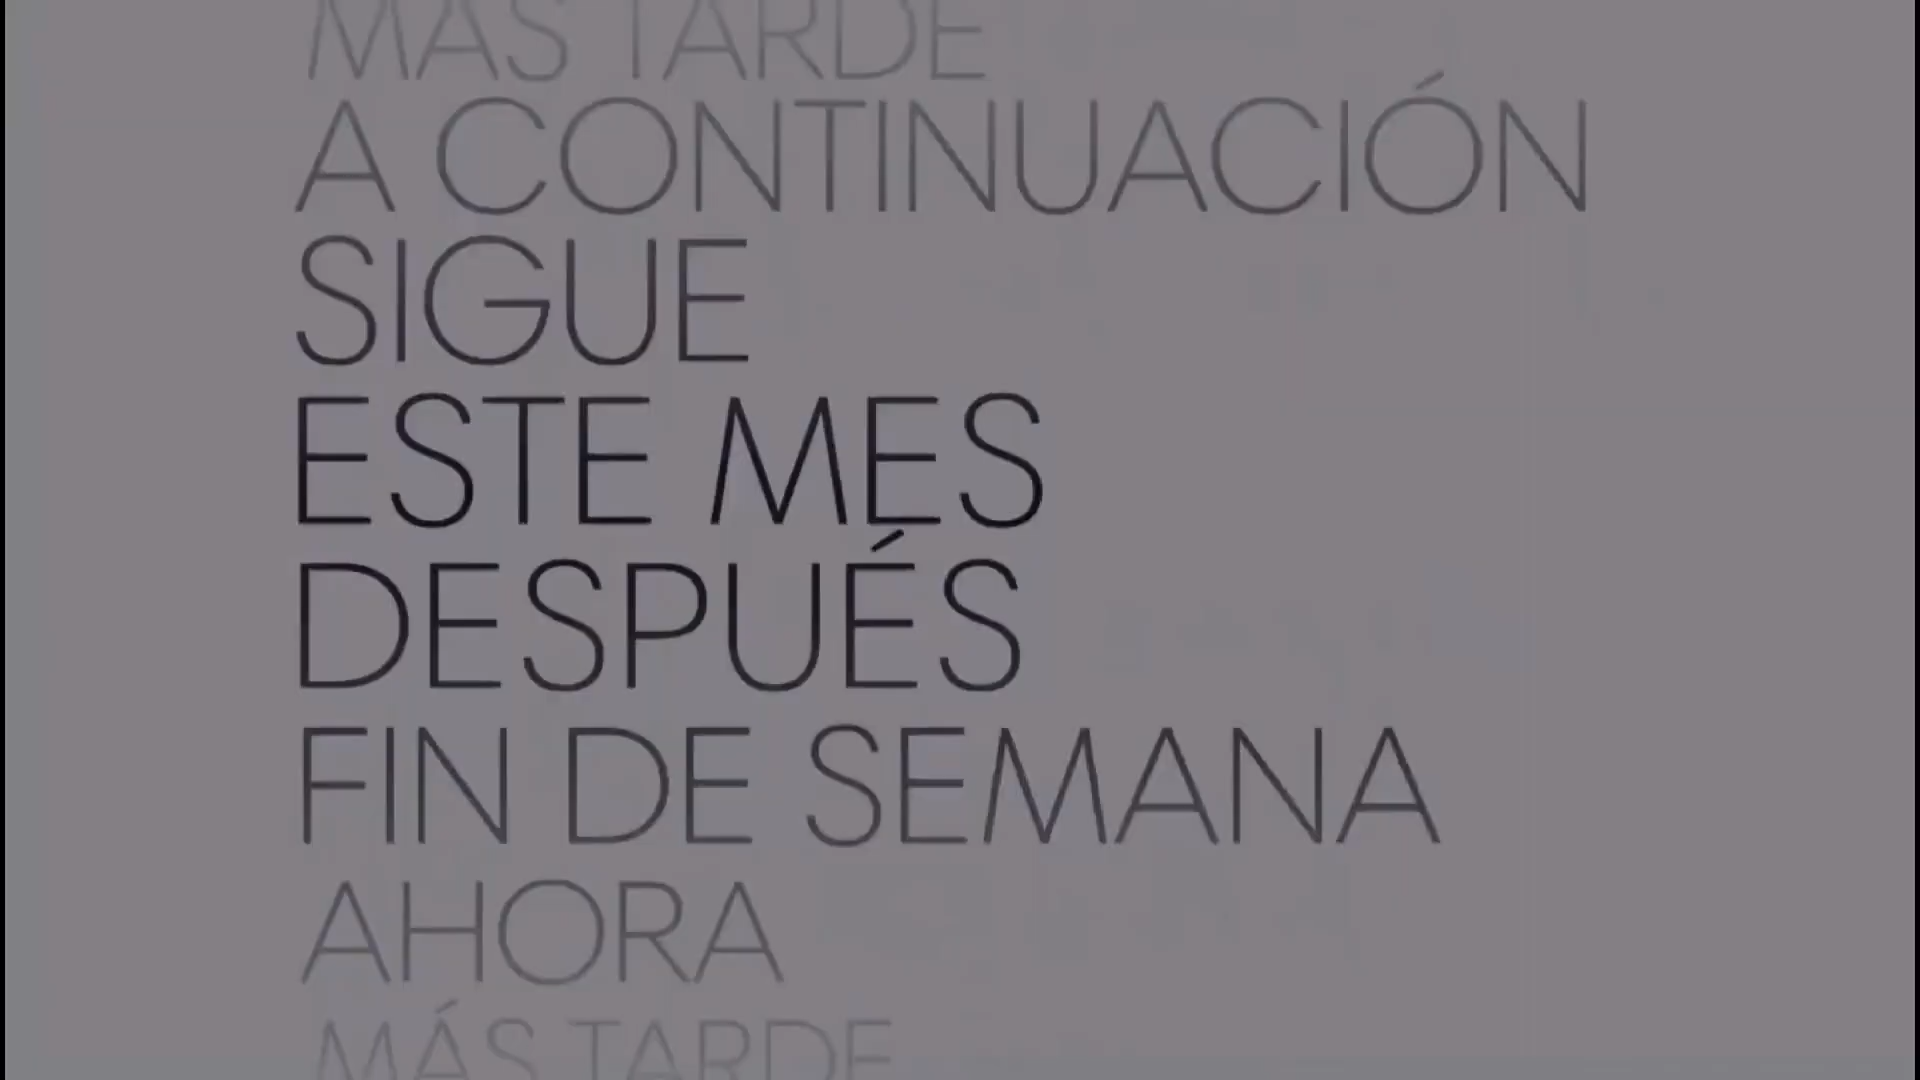 MÁS TARDE
A CONTINUACIÓN
SIGUE
ESTE MES
DESPUÉS
FIN DE SEMANA
AHORA
MÁS TARDE